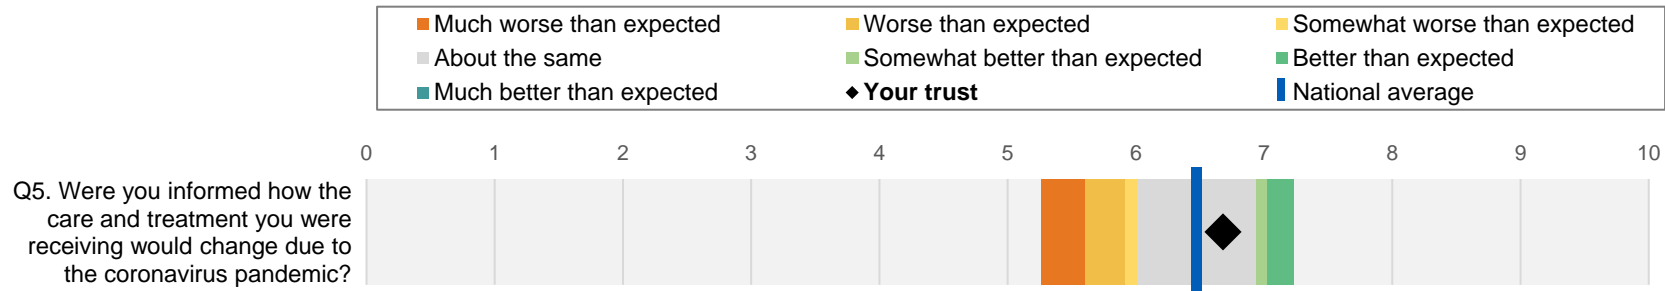 Much worse than expected
Worse than expected
Somewhat worse than expected
About the same
Somewhat better than expected
Better than expected
Much better than expected
Your trust
National average
0 1 2 3 4 5 6 7 8 9 10
Q5. Were you informed how the
care and treatment you were
receiving would change due to
the coronavirus pandemic?